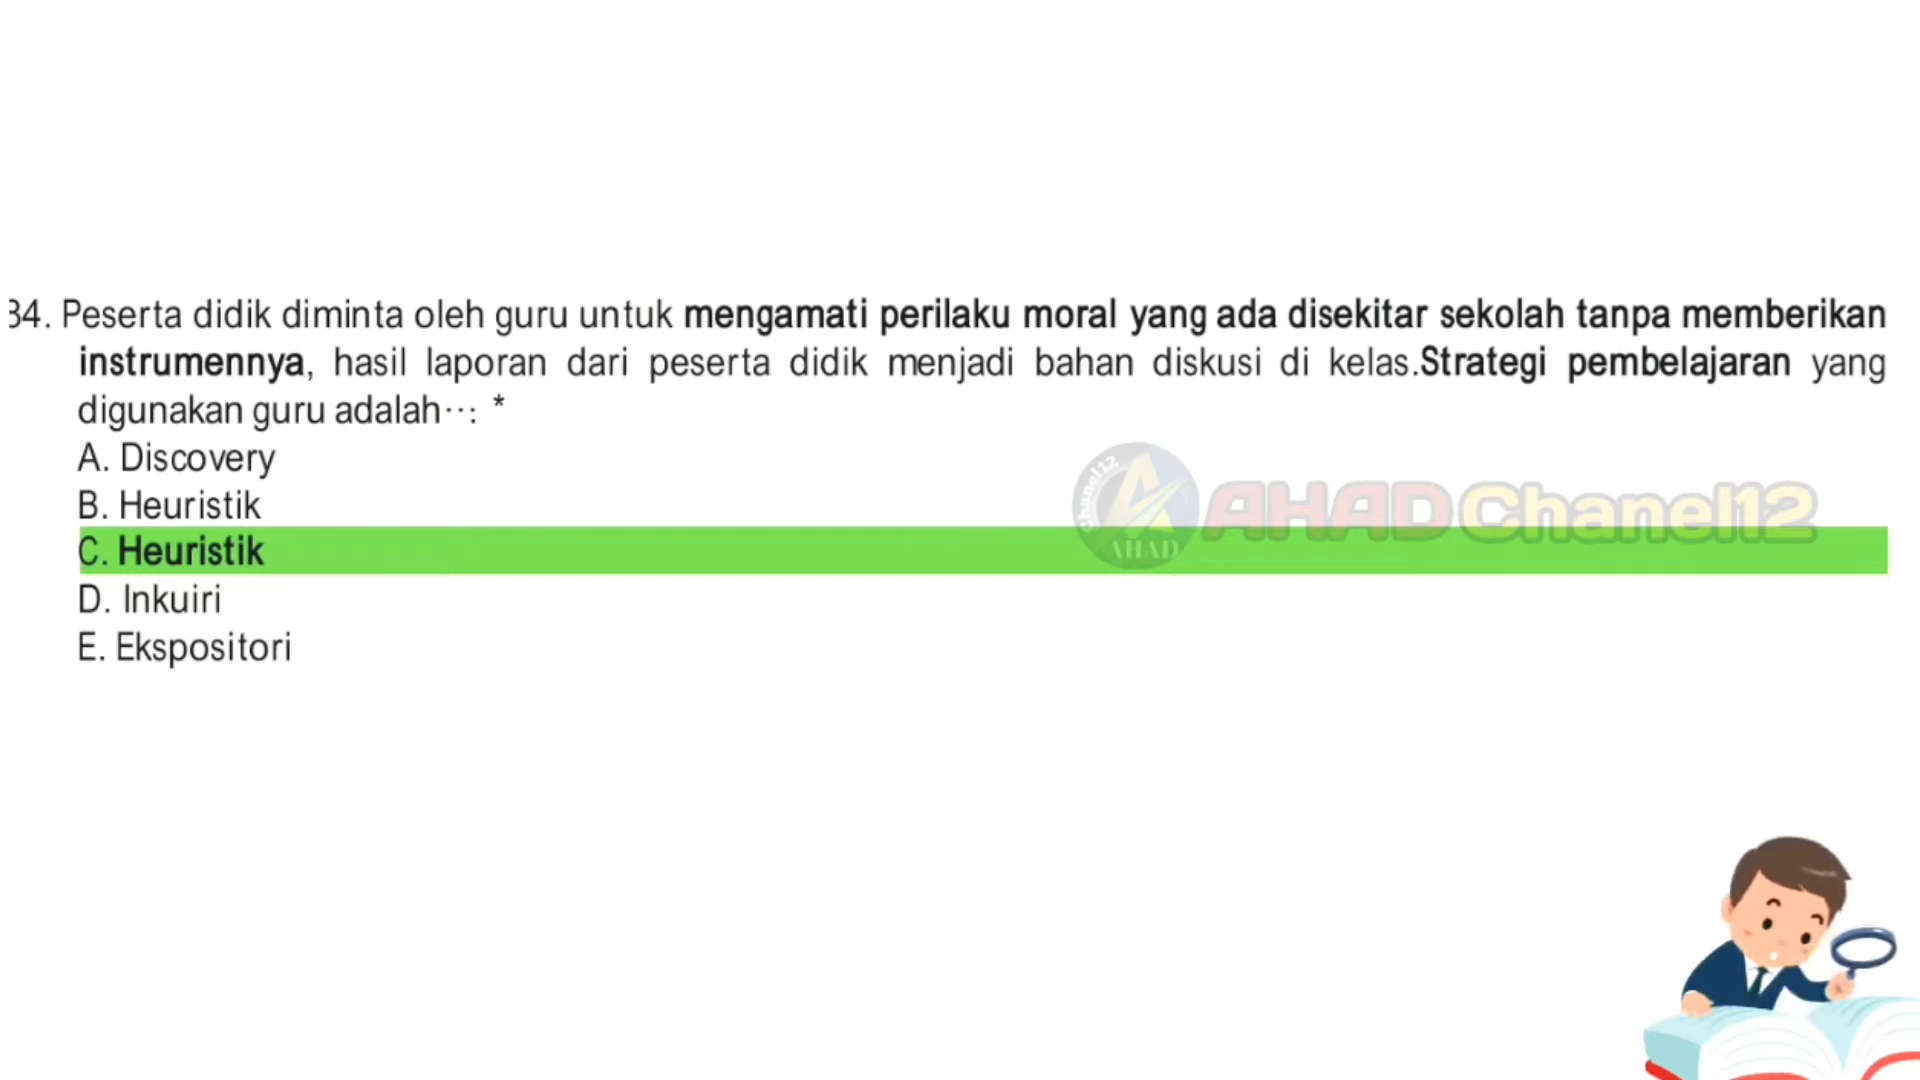 34. Peserta didik diminta oleh guru untuk mengamati perilaku moral yang ada disekitar sekolah tanpa memberikan
instrumennya, hasil laporan dari peserta didik menjadi bahan diskusi di kelas.Strategi pembelajaran yang
digunakan guru adalah…: *
A. Discovery
B. Heuristik
C. Heuristik
D. Inkuiri
E. Ekspositori
Chanel12
AHAD
AHAD Chanel12